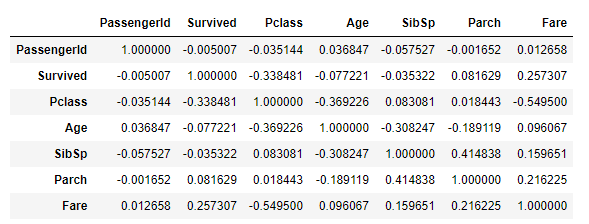 PassengerId Survived Pclass Age SibSp Parch Fare
PassengerId 1.000000 -0.005007 -0.035144 0.036847 -0.057527 -0.001652 0.012658
Survived -0.005007 1.000000 -0.338481 -0.077221 -0.035322 0.081629 0.257307
Pclass -0.035144 -0.338481 1.000000 -0.369226 0.083081 0.018443 -0.549500
Age 0.036847 -0.077221 -0.369226 1.000000 -0.308247 -0.189119 0.096067
SibSp -0.057527 -0.035322 0.083081 -0.308247 1.000000 0.414838 0.159651
Parch -0.001652 0.081629 0.018443 -0.189119 0.414838 1.000000 0.216225
Fare 0.012658 0.257307 -0.549500 0.096067 0.159651 0.216225 1.000000